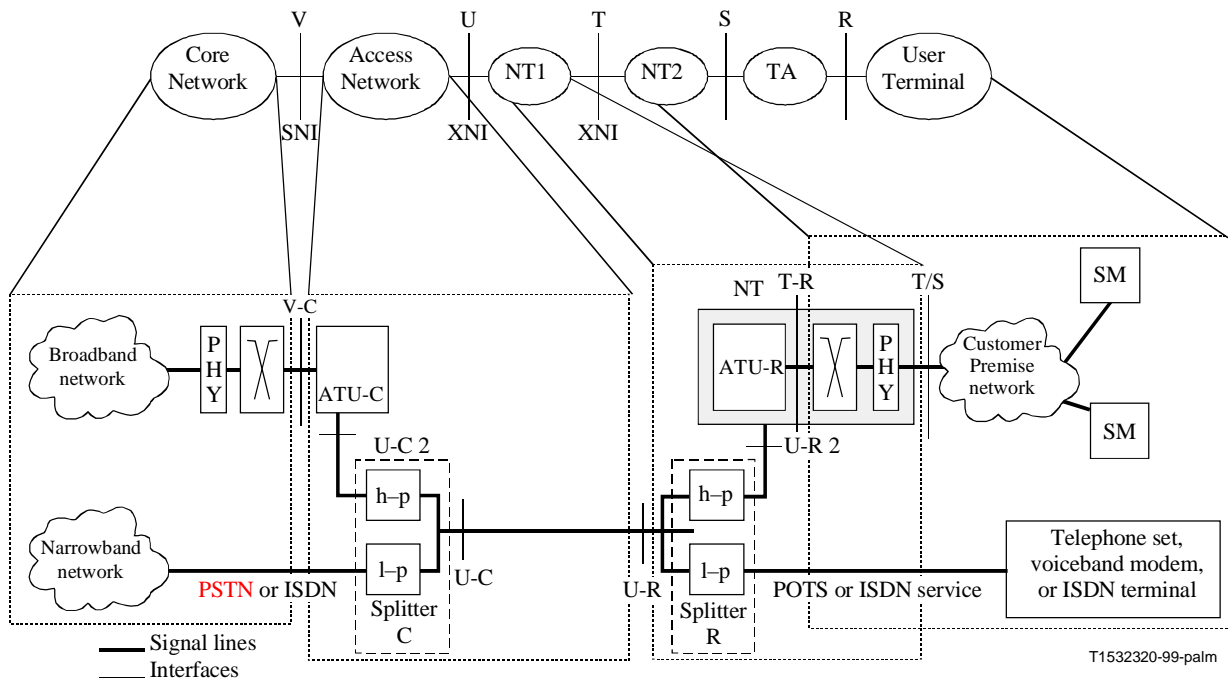 V
U
T
S
R
Core
Network
Access
Network
NT1
NT2
TA
User
Terminal
SNI
XNI
XNI
V-C
NT
T-R
T/S
SM
Broadband
network
P
H
Y
ATU-C
ATU-R
P
H
Y
Customer
Premise
network
SM
U-C 2
U-R 2
h–p
h–p
Narrowband
network
PSTN or ISDN
l–p
U-C
U-R
l–p
POTS or ISDN service
Telephone set,
voiceband modem,
or ISDN terminal
Splitter
C
Splitter
R
Signal lines
Interfaces
T1532320-99-palm